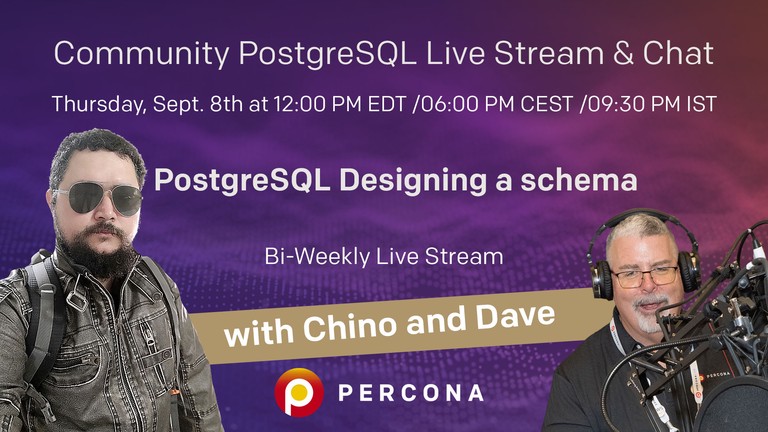 Community PostgreSQL Live Stream & Chat
Thursday, Sept. 8th at 12:00 PM EDT /06:00 PM CEST /09:30 PM IST
PostgreSQL Designing a schema
Bi-Weekly Live Stream
with Chino and Dave
PERCONA
PERCONA